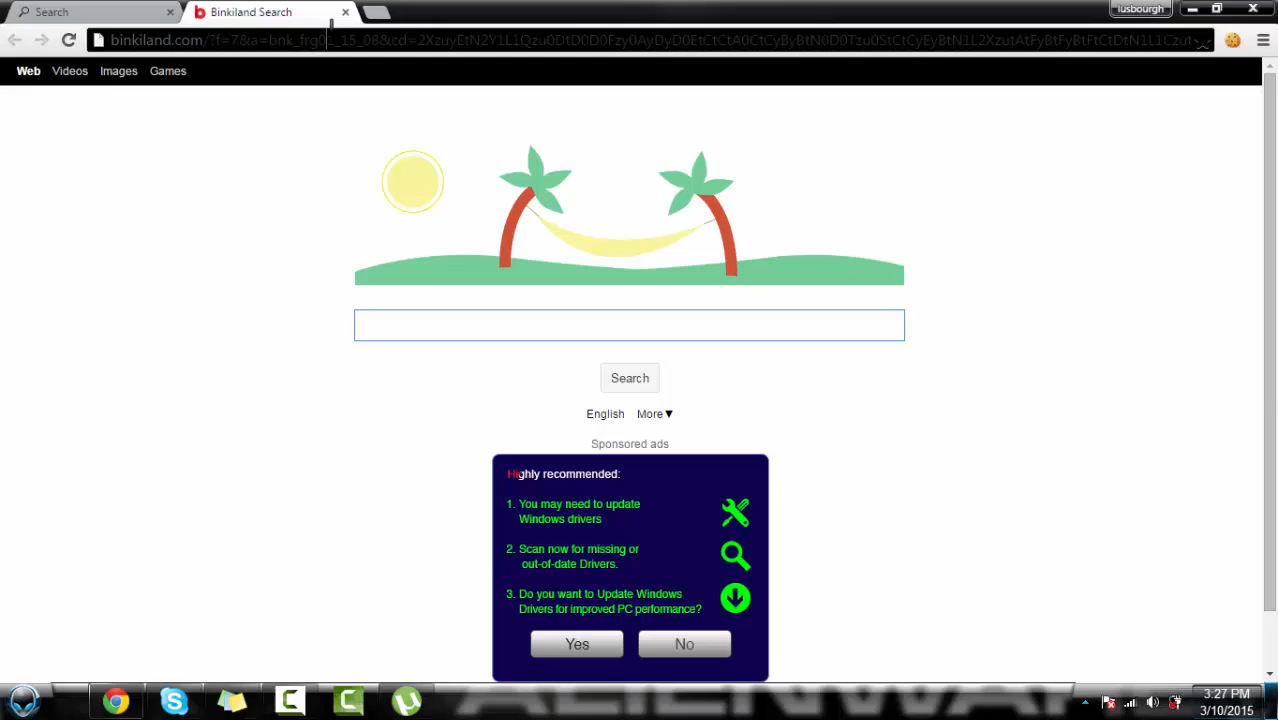 Search
Binkiland Search
lusbourgh
binkiland.com
Web Videos Images Games
Search
English More▼
Sponsored ads
Highly recommended:
1. You may need to update
Windows drivers
2. Scan now for missing or
out-of-date Drivers.
3. Do you want to Update Windows
Drivers for improved PC performance?
Yes No
ALIENWAR
3:27 PM
3/10/2015